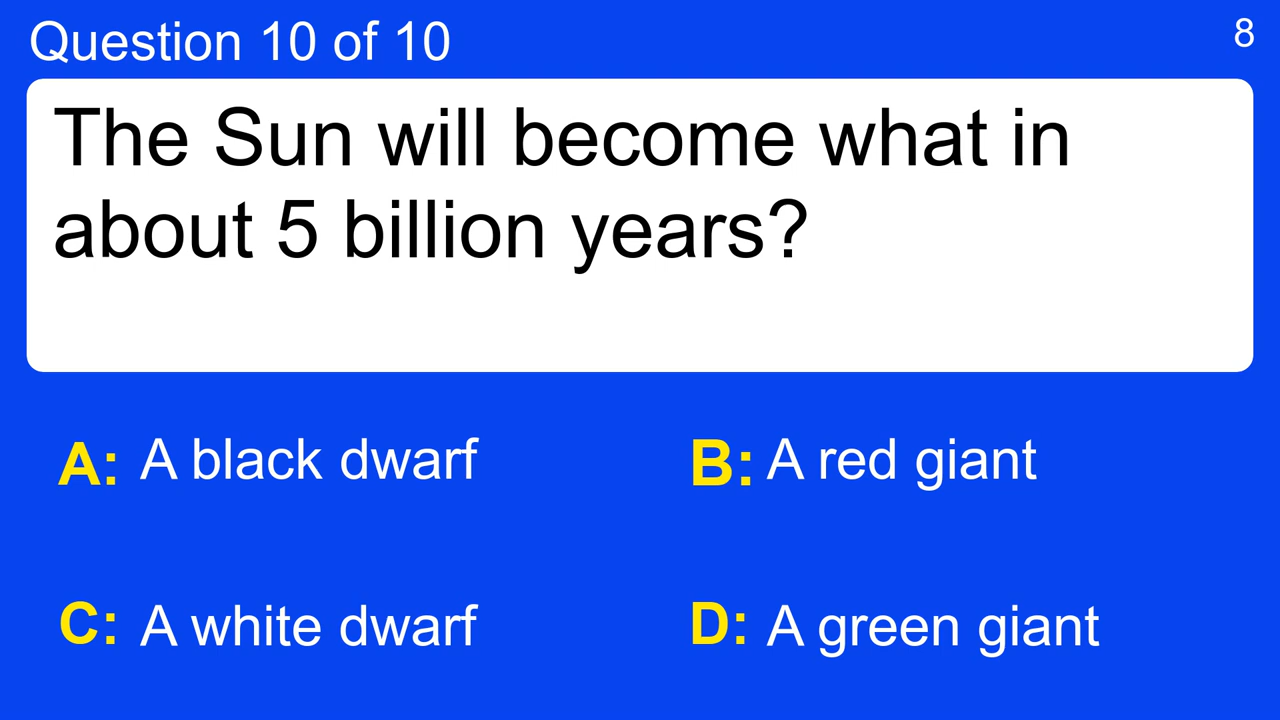 Question 10 of 10
8
The Sun will become what in
about 5 billion years?
A: A black dwarf
B: A red giant
C: A white dwarf
D: A green giant